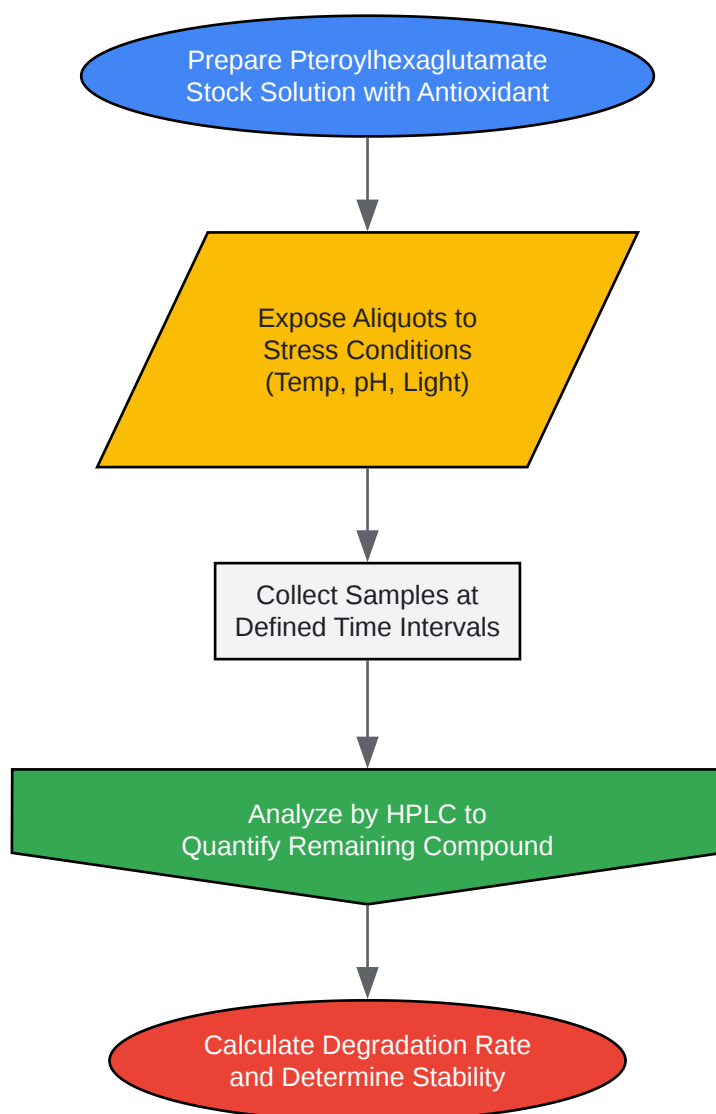 Prepare Pteroylhexaglutamate
Stock Solution with Antioxidant
Expose Aliquots to
Stress Conditions
(Temp, pH, Light)
Collect Samples at
Defined Time Intervals
Analyze by HPLC to
Quantify Remaining Compound
Calculate Degradation Rate
and Determine Stability